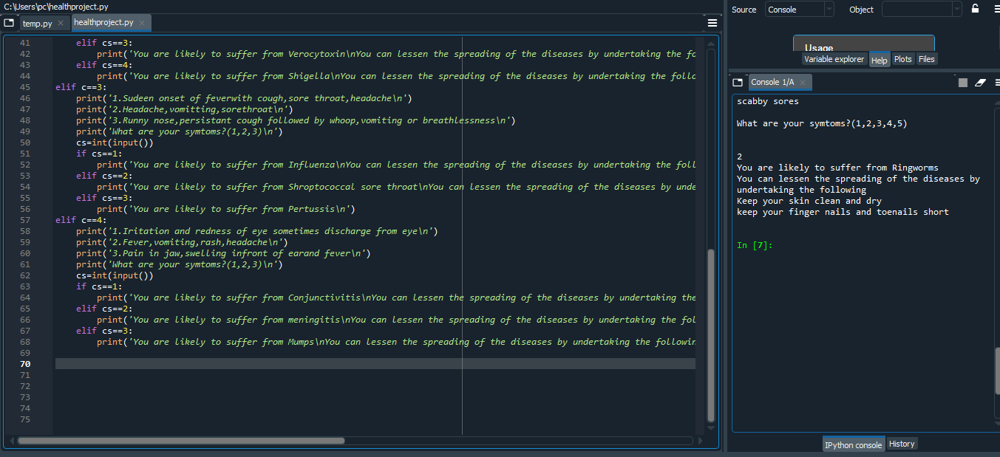 C:\Users\pc\healthproject.py
temp.py
healthproject.py
41 elif cs==3:
42 print('You are likely to suffer from Verocytoxin\nYou can lessen the spreading of the diseases by undertaking the fo
43 elif cs==4:
44 print('You are likely to suffer from Shigella\nYou can lessen the spreading of the diseases by undertaking the follo
45 elif c==3:
46 print('1.Sudeen onset of feverwith cough,sore throat,headache\n')
47 print('2.Headache,vomitting,sorethroat\n')
48 print('3.Runny nose,persistant cough followed by whoop,vomiting or breathlessness\n')
49 print('What are your symtoms?(1,2,3)\n')
50 cs=int(input())
51 if cs==1:
52 print('You are likely to suffer from Influenza\nYou can lessen the spreading of the diseases by undertaking the foll
53 elif cs==2:
54 print('You are likely to suffer from Shroptococcal sore throat\nYou can lessen the spreading of the diseases by unde
55 elif cs==3:
56 print('You are likely to suffer from Pertussis\n')
57 elif c==4:
58 print('1.Iritation and redness of eye sometimes discharge from eye\n')
59 print('2.Fever,vomiting,rash,headache\n')
60 print('3.Pain in jaw,swelling infront of earand fever\n')
61 print('What are your symtoms?(1,2,3)\n')
62 cs=int(input())
63 if cs==1:
64 print('You are likely to suffer from Conjunctivitis\nYou can lessen the spreading of the diseases by undertaking the
65 elif cs==2:
66 print('You are likely to suffer from meningitis\nYou can lessen the spreading of the diseases by undertaking the fol
67 elif cs==3:
68 print('You are likely to suffer from Mumps\nYou can lessen the spreading of the diseases by undertaking the followin
69
70
71
72
73
74
75
Source Console Object
Usage
Variable explorer Help Plots Files
Console 1/A
scabby sores
What are your symtoms?(1,2,3,4,5)
2
You are likely to suffer from Ringworms
You can lessen the spreading of the diseases by
undertaking the following
Keep your skin clean and dry
keep your finger nails and toenails short
In [7]:
IPython console History